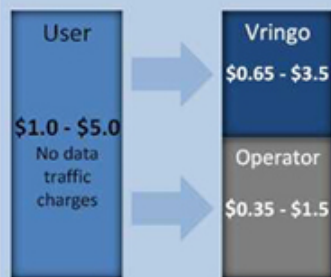 User
$1.0 - $5.0
No data
traffic
charges
Vringo
$0.65 - $3.5
Operator
$0.35 - $1.5